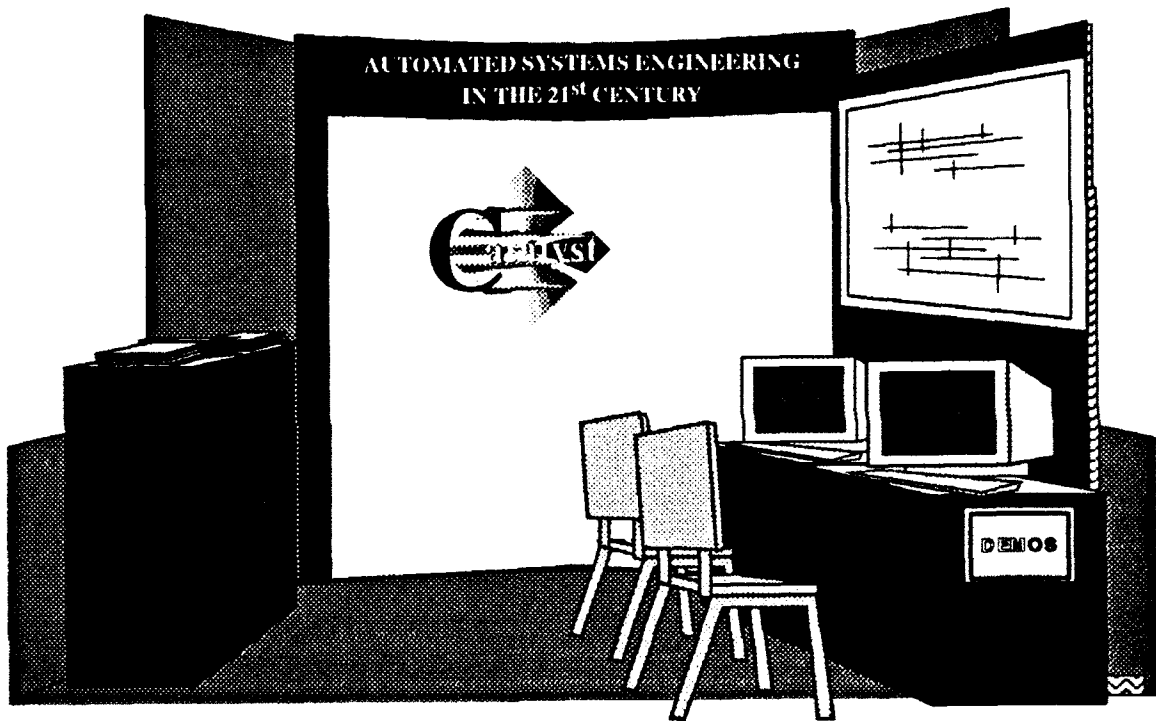 AUTOMATED SYSTEMS ENGINEERING
IN THE 21st CENTURY
Catalyst
DEMOS